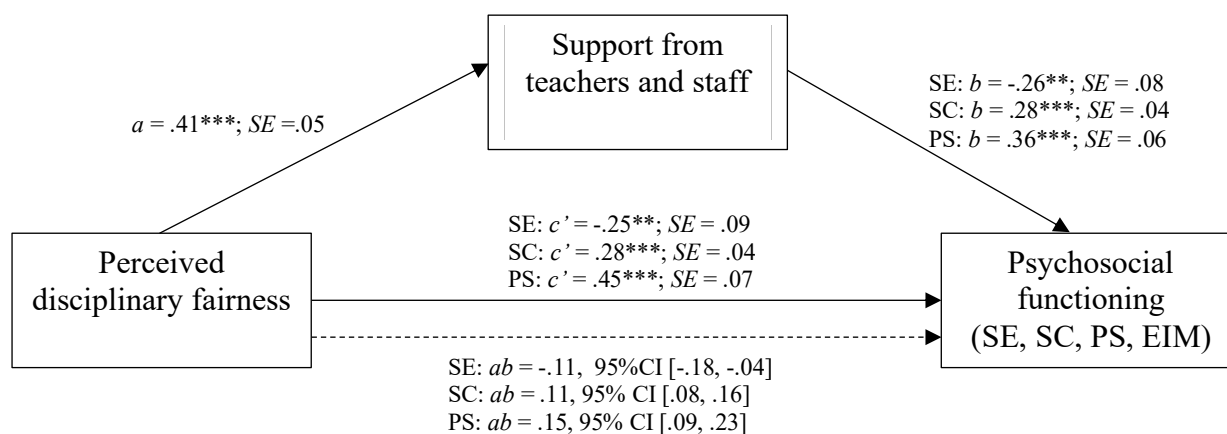 Support from
teachers and staff
a = .41***; SE =.05
SE: b = -.26**; SE = .08
SC: b = .28***; SE = .04
PS: b = .36***; SE = .06
Perceived
disciplinary fairness
SE: c’ = -.25**; SE = .09
SC: c’ = .28***; SE = .04
PS: c’ = .45***; SE = .07
Psychosocial
functioning
(SE, SC, PS, EIM)
SE: ab = -.11, 95%CI [-.18, -.04]
SC: ab = .11, 95% CI [.08, .16]
PS: ab = .15, 95% CI [.09, .23]